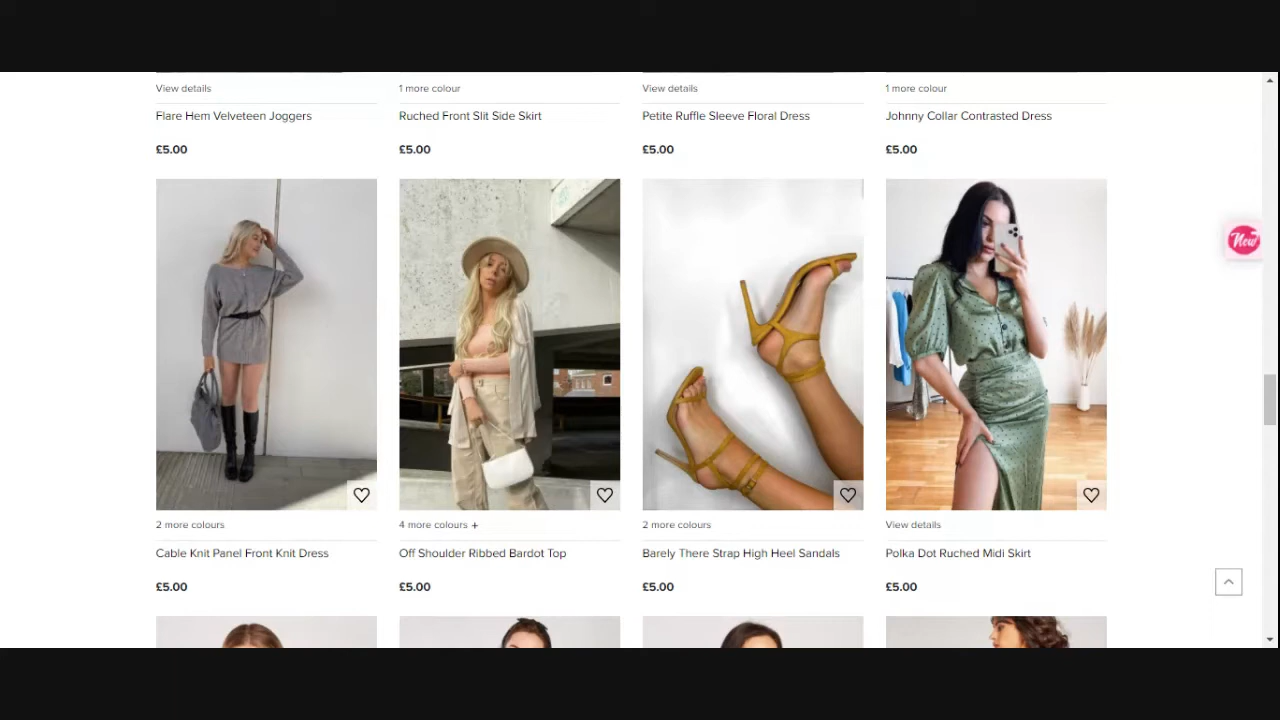 View details
1 more colour
View details
1 more colour
Flare Hem Velveteen Joggers
Ruched Front Slit Side Skirt
Petite Ruffle Sleeve Floral Dress
Johnny Collar Contrasted Dress
£5.00
£5.00
£5.00
£5.00
New
2 more colours
4 more colours +
2 more colours
View details
Cable Knit Panel Front Knit Dress
Off Shoulder Ribbed Bardot Top
Barely There Strap High Heel Sandals
Polka Dot Ruched Midi Skirt
£5.00
£5.00
£5.00
£5.00